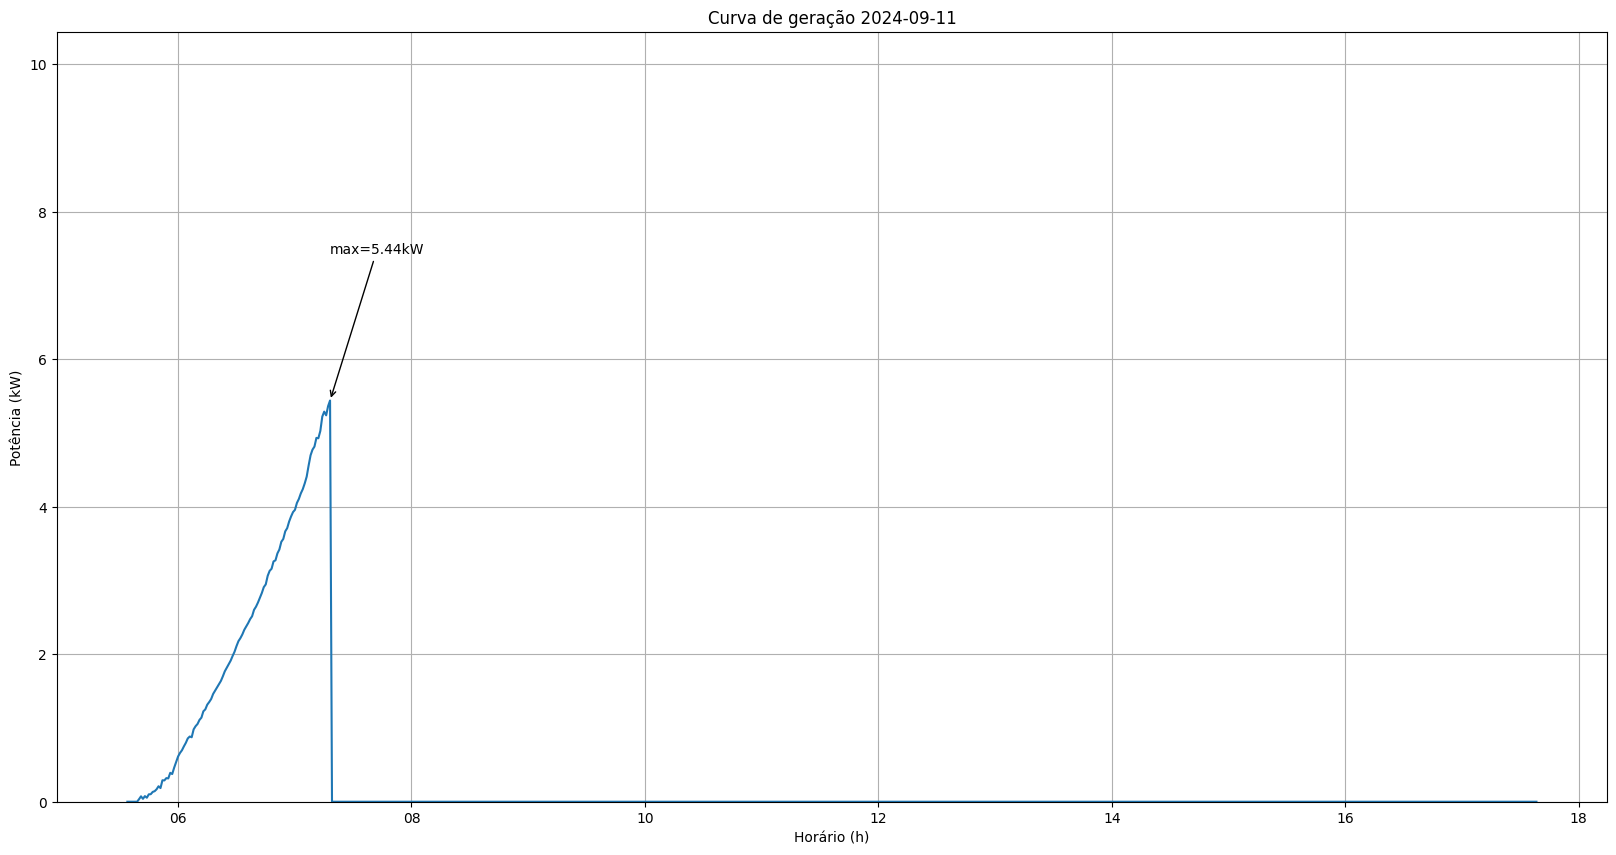 Curva de geração 2024-09-11
10
8
max=5.44kW
6
4
2
0
Potência (kW)
06 08 10 12 14 16 18
Horário (h)